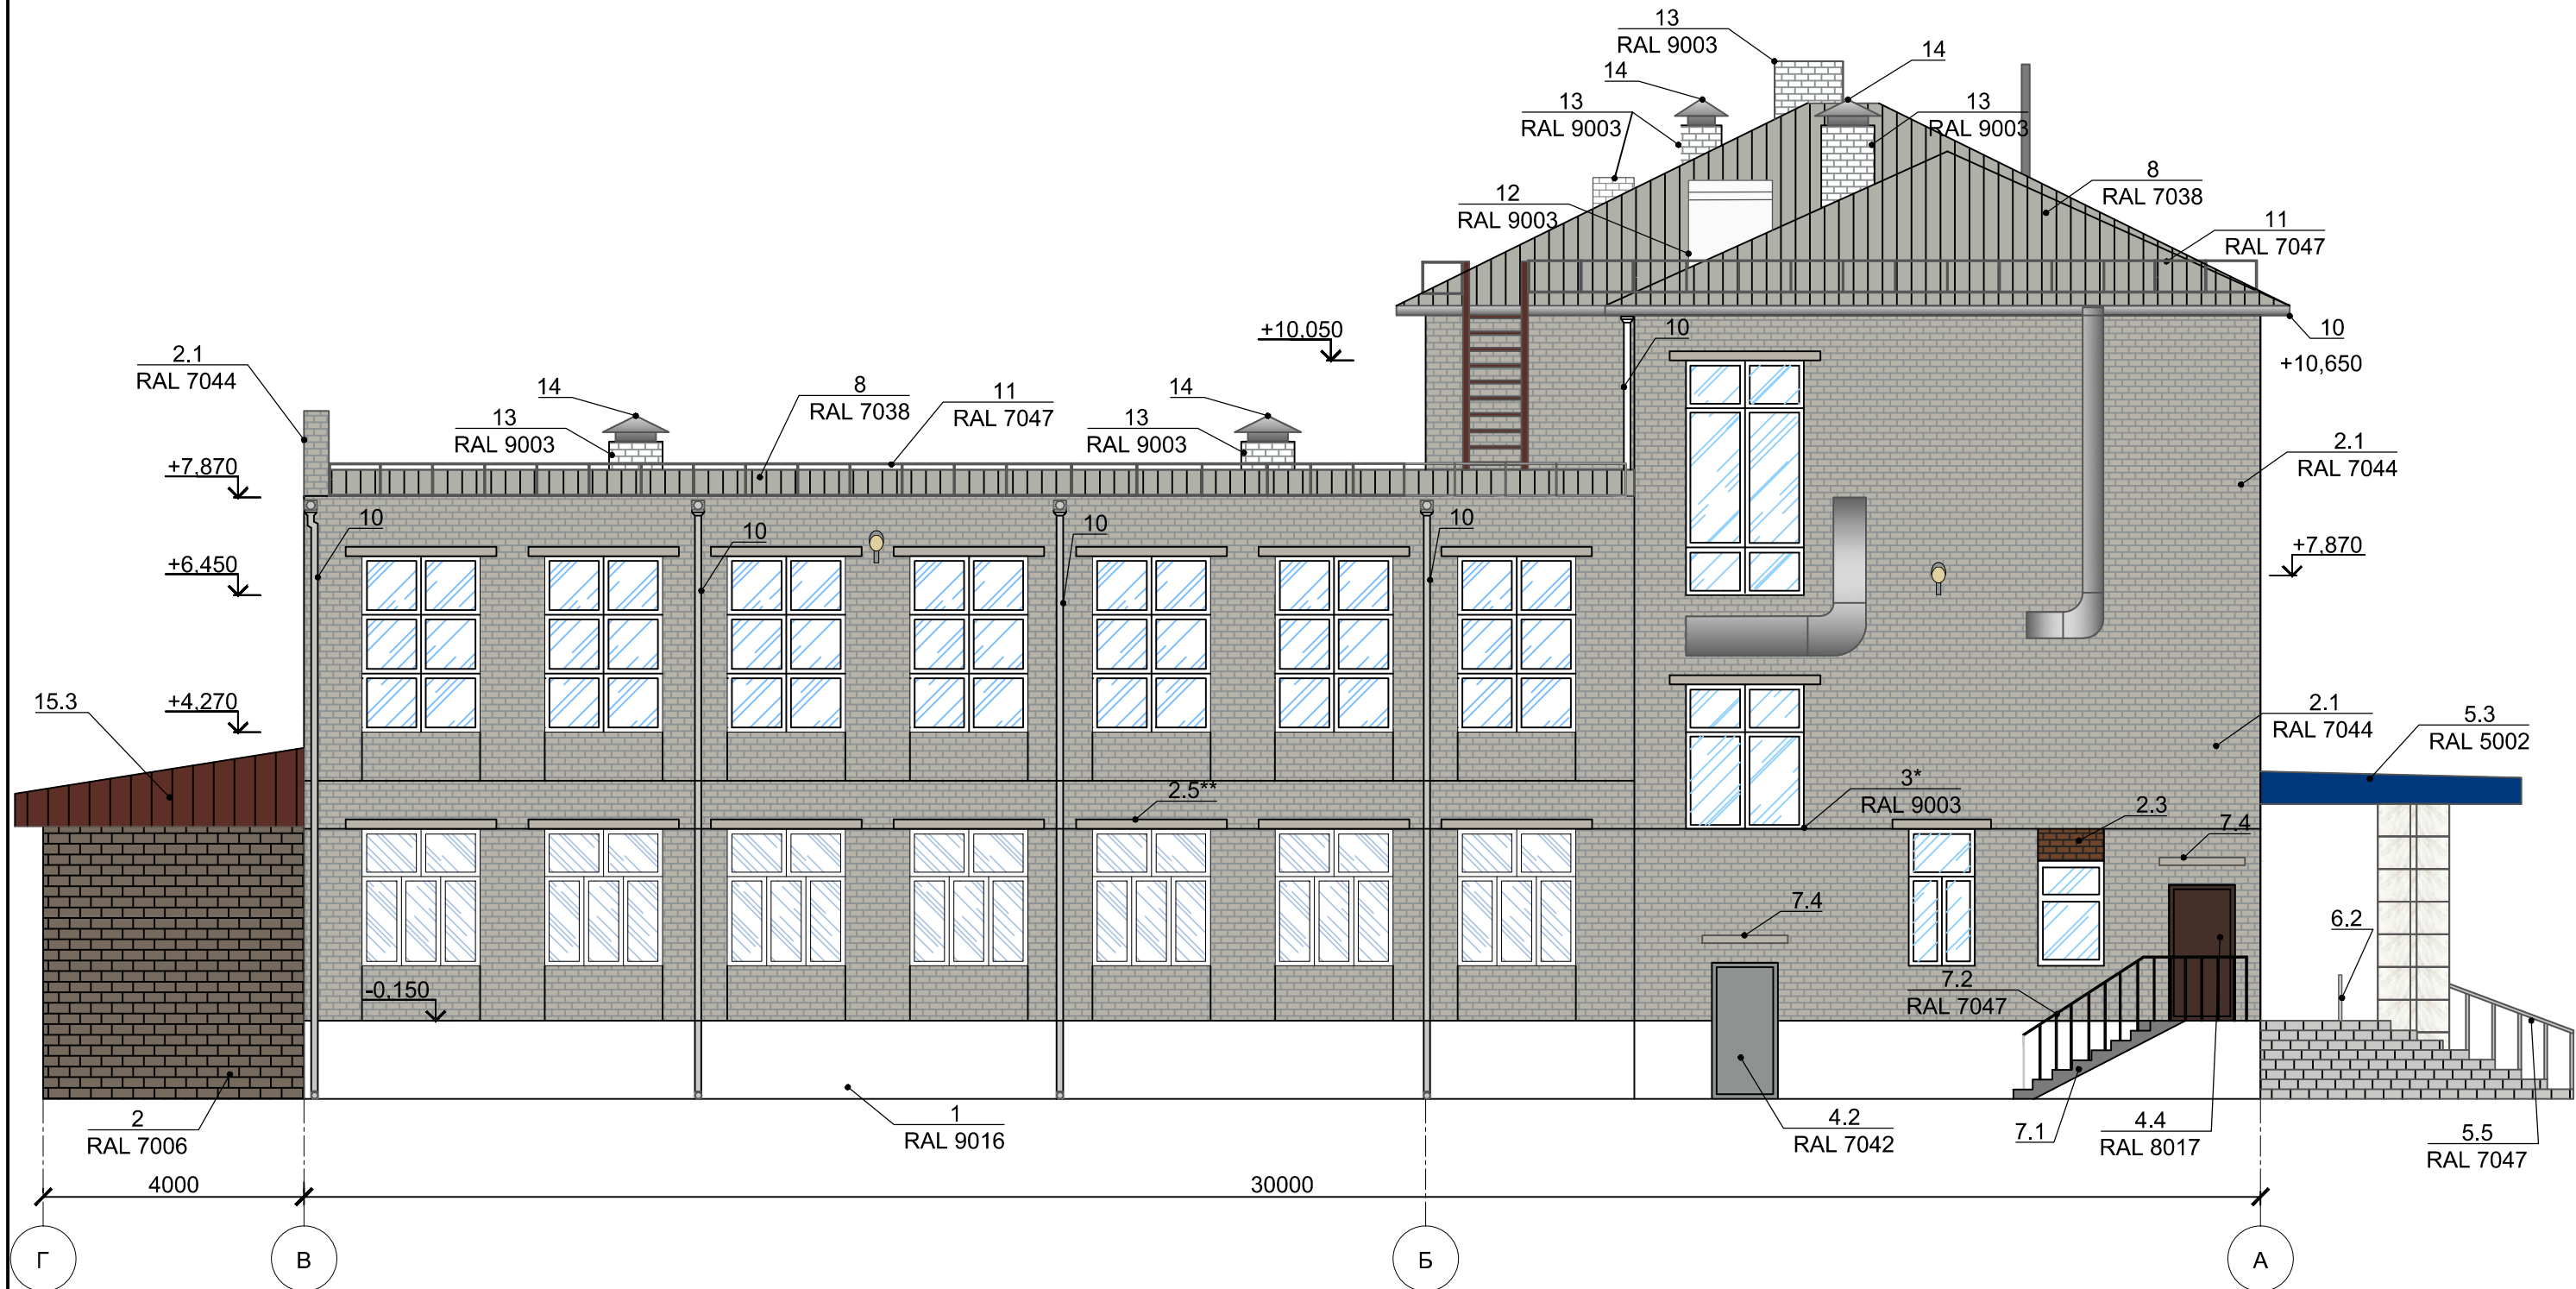 13
RAL 9003
14
14
13
RAL 9003
13
RAL 9003
8
RAL 7038
12
RAL 9003
11
RAL 7047
+10,050
10
10
+10,650
2.1
RAL 7044
14
13
RAL 9003
8
RAL 7038
11
RAL 7047
14
13
RAL 9003
2.1
RAL 7044
+7,870
10
10
10
10
+7,870
+6,450
15.3
+4,270
2.1
RAL 7044
5.3
RAL 5002
2.5**
3*
RAL 9003
2.3
7.4
7.4
6.2
-0,150
7.2
RAL 7047
2
RAL 7006
1
RAL 9016
4.2
RAL 7042
7.1
4.4
RAL 8017
5.5
RAL 7047
4000
30000
Г
В
Б
А